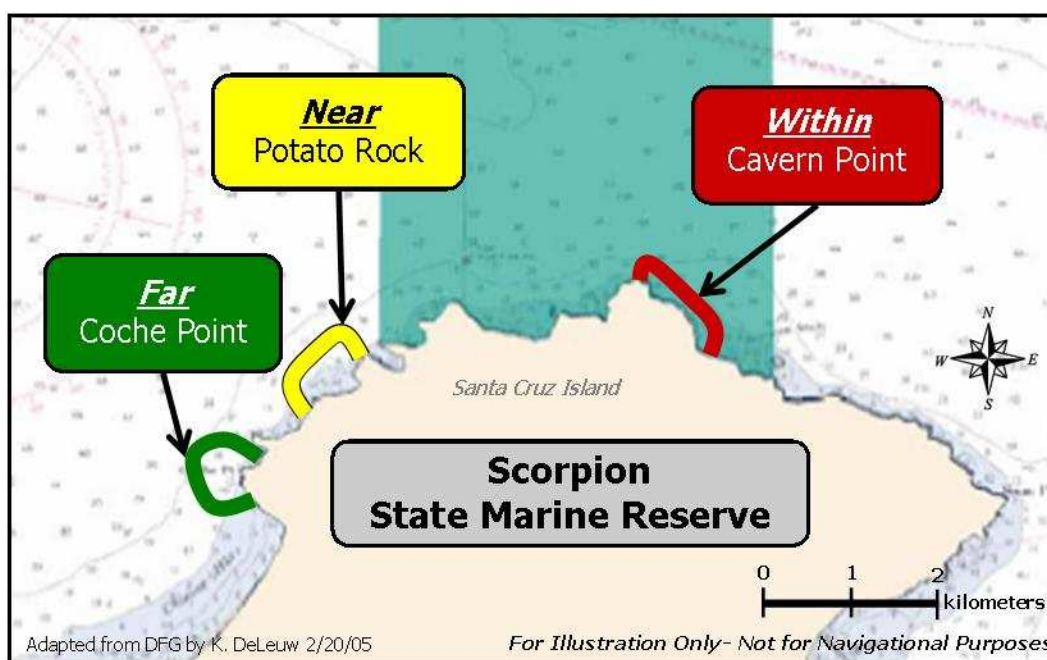 Near
Potato Rock
Within
Cavern Point
Far
Coche Point
N
W E
S
Santa Cruz Island
Scorpion
State Marine Reserve
0 1 2
kilometers
Adapted from DFG by K. DeLeuw 2/20/05
For Illustration Only- Not for Navigational Purposes